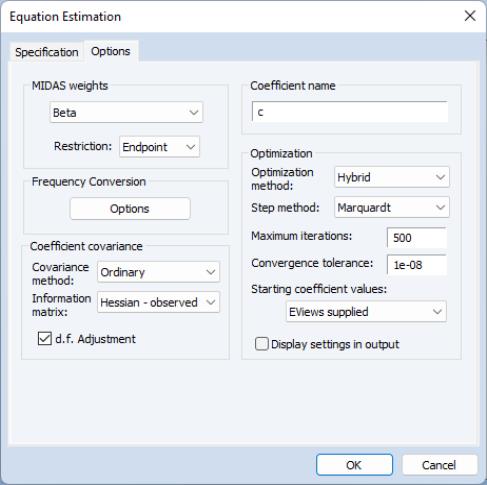 Equation Estimation
Specification
Options
MIDAS weights
Beta
Restriction:
Endpoint
Frequency Conversion
Options
Coefficient covariance
Covariance
method:
Ordinary
Information
matrix:
Hessian - observed
d.f. Adjustment
Coefficient name
c
Optimization
Optimization
method:
Hybrid
Step method:
Marquardt
Maximum iterations:
500
Convergence tolerance:
1e-08
Starting coefficient values:
EViews supplied
Display settings in output
OK
Cancel